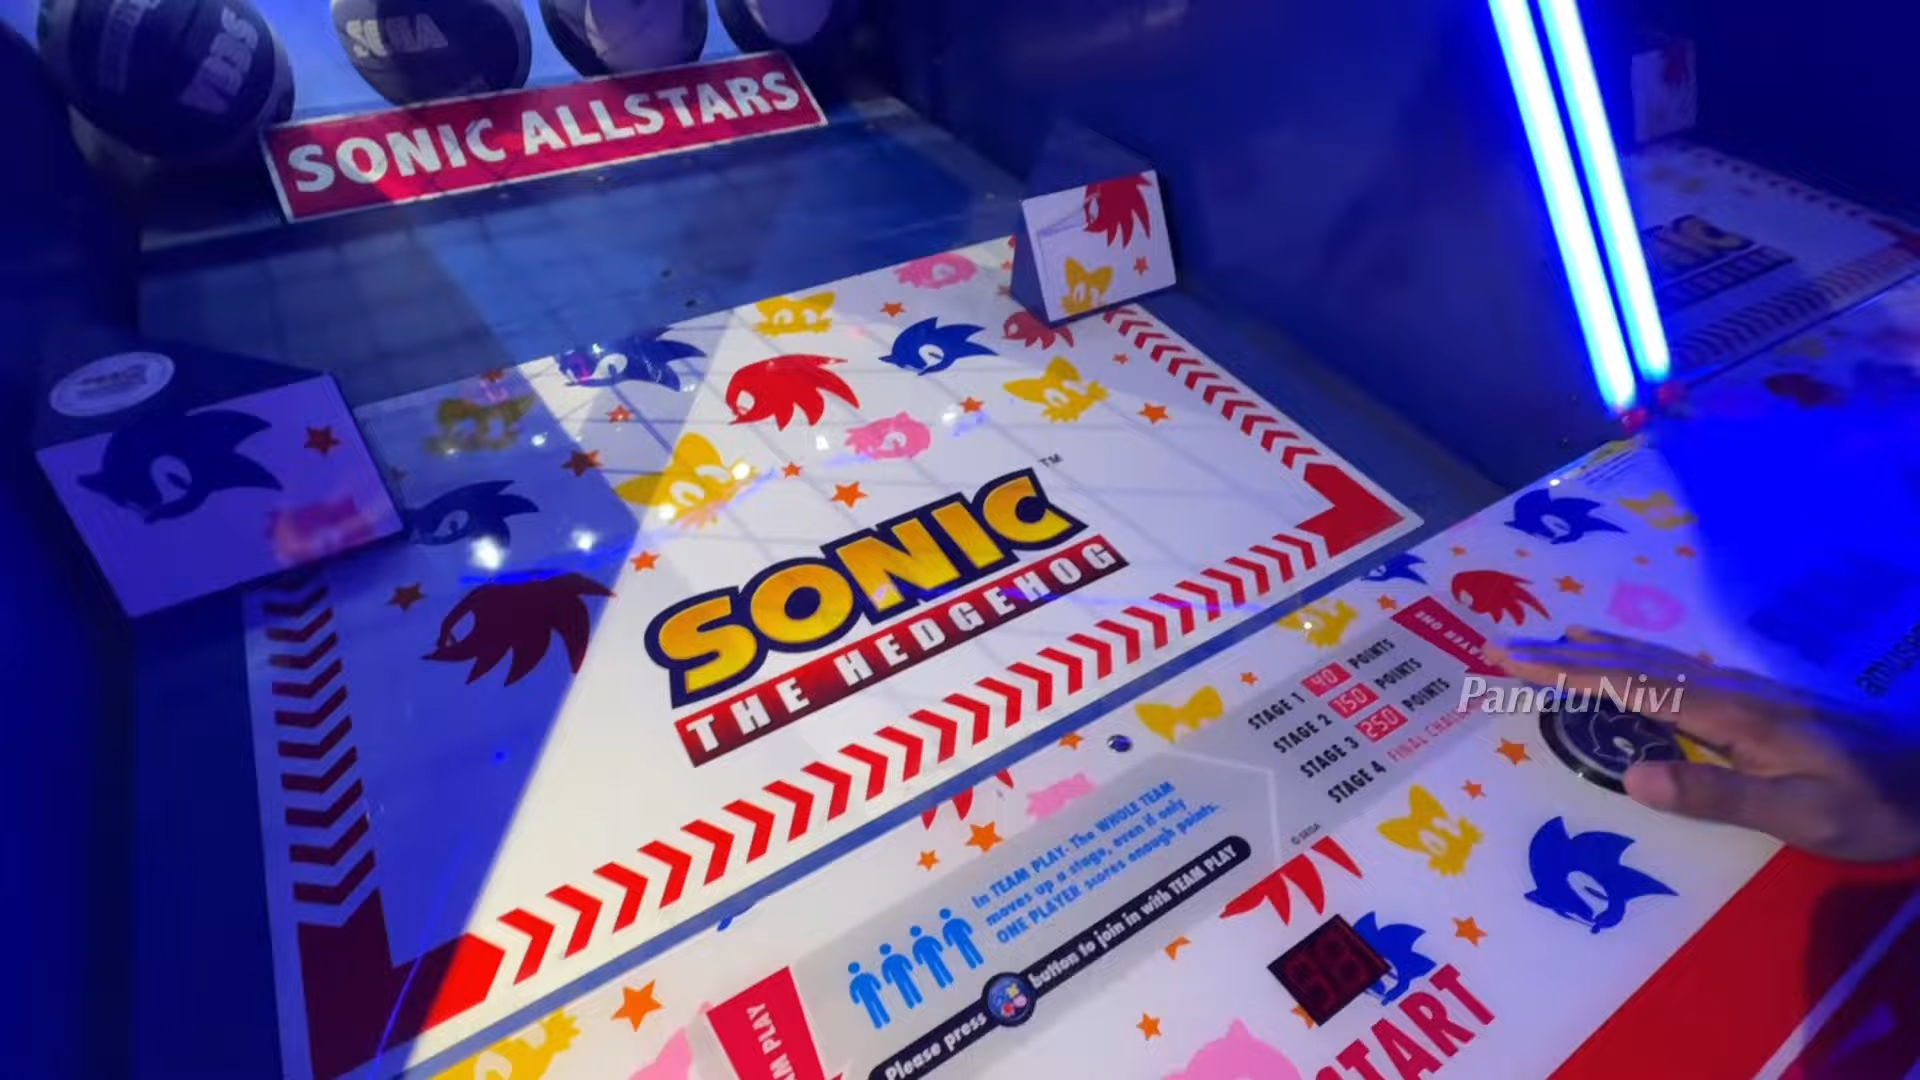 SEGA
SONIC ALLSTARS
SONIC
THE HEDGEHOG
TM
PLAYER ONE
STAGE 1 40 POINTS
STAGE 2 150 POINTS
STAGE 3 250 POINTS
STAGE 4 FINAL
PanduNivi
© SEGA
In TEAM PLAY. The WHOLE TEAM
moves up a stage, even if only
ONE PLAYER scores enough points.
Please press button to join in with TEAM PLAY